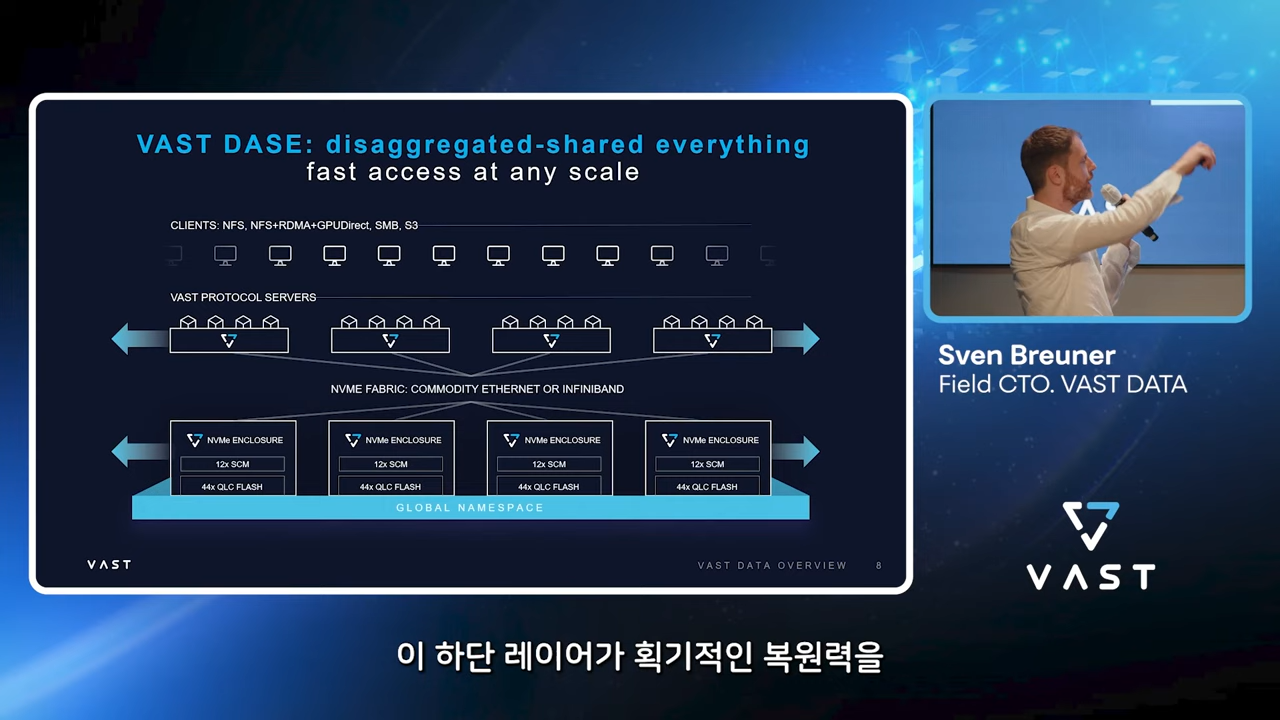 VAST DASE: disaggregated-shared everything
fast access at any scale
CLIENTS: NFS, NFS+RDMA+GPUDirect, SMB, S3
VAST PROTOCOL SERVERS
NVME FABRIC: COMMODITY ETHERNET OR INFINIBAND
NVMe ENCLOSURE NVMe ENCLOSURE NVMe ENCLOSURE NVMe ENCLOSURE
12x SCM 12x SCM 12x SCM 12x SCM
44x QLC FLASH 44x QLC FLASH 44x QLC FLASH 44x QLC FLASH
GLOBAL NAMESPACE
VAST
VAST DATA OVERVIEW 8
Sven Breuner
Field CTO. VAST DATA
VAST
이 하단 레이어가 획기적인 복원력을